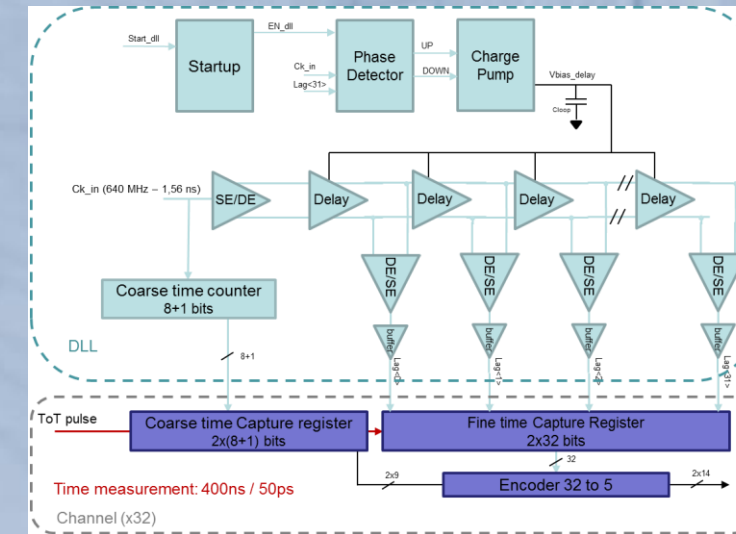 Start_dll
EN_dll
Startup
Ck_in
Lag<31>
Phase
Detector
UP
DOWN
Charge
Pump
Vbias_delay
Cloop
Ck_in (640 MHz – 1,56 ns)
SE/DE
Delay
Delay
Delay
Delay
DE/SE
DE/SE
DE/SE
DE/SE
Coarse time counter
8+1 bits
buffer
buffer
buffer
buffer
DLL
8+1
Lag<0>
Lag<1>
Lag<2>
Lag<31>
ToT pulse
Coarse time Capture register
2x(8+1) bits
Fine time Capture Register
2x32 bits
32
Time measurement: 400ns / 50ps
2x9
Encoder 32 to 5
2x14
Channel (x32)